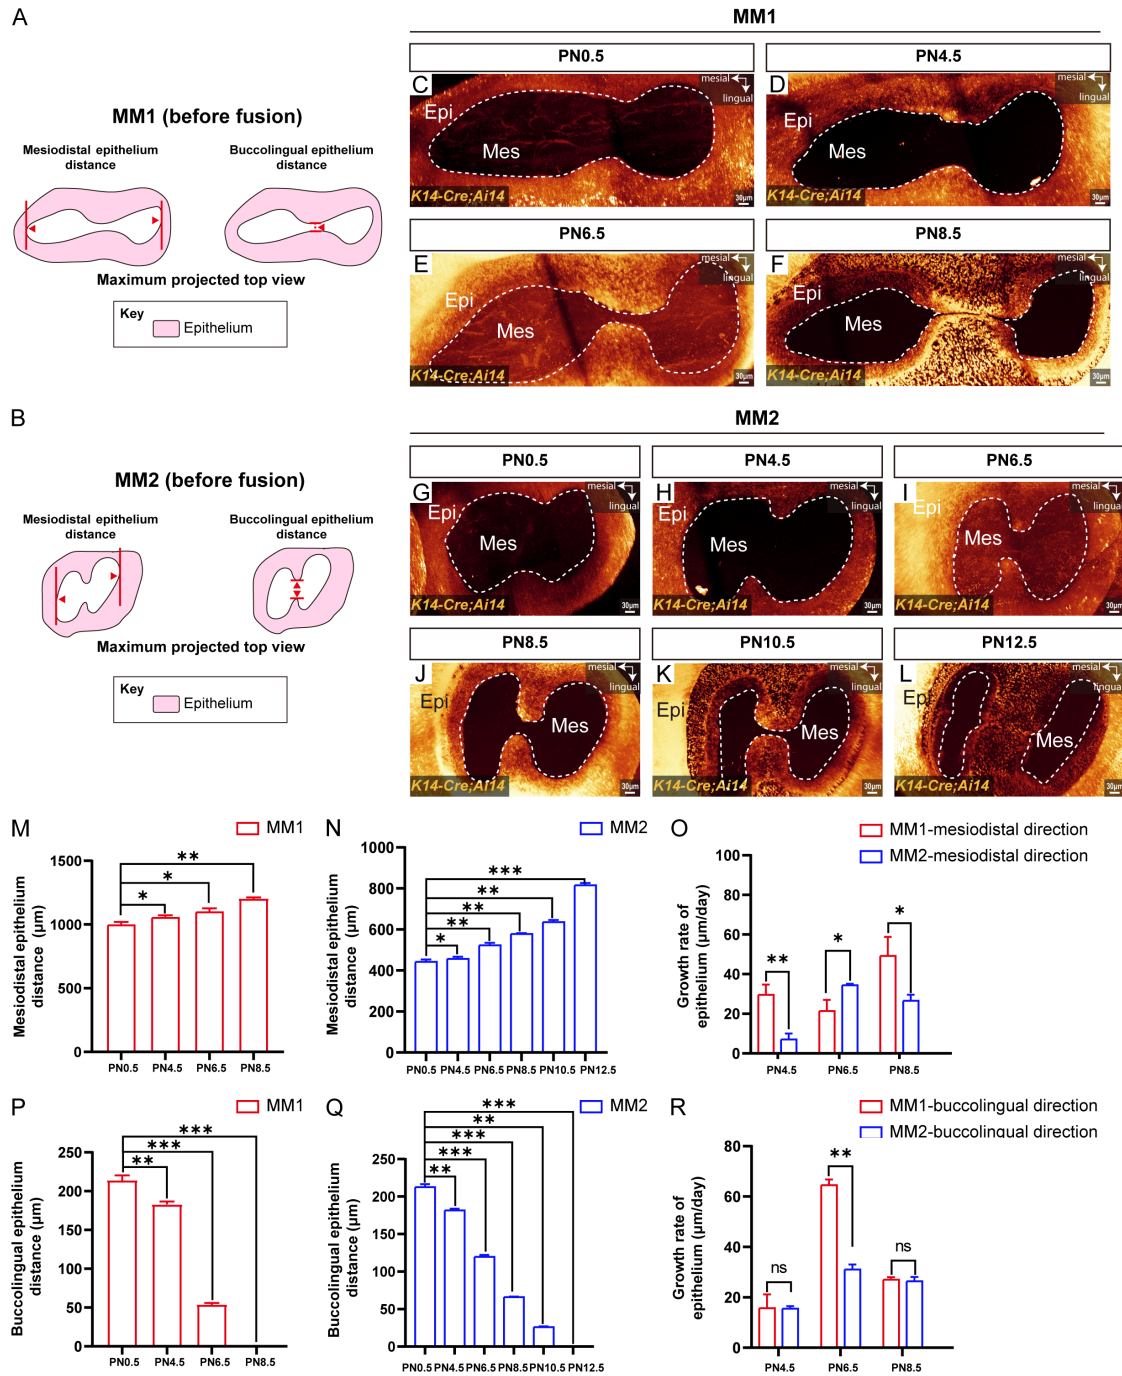 A
MM1
MM1 (before fusion)
Mesiodistal epithelium
distance
Buccolingual epithelium
distance
Maximum projected top view
Key
Epithelium
PN0.5
PN4.5
C
mesial
lingual
Epi
Mes
K14-Cre;Ai14
30μm
D
mesial
lingual
Epi
Mes
K14-Cre;Ai14
30μm
PN6.5
PN8.5
E
mesial
lingual
Epi
Mes
K14-Cre;Ai14
30μm
F
mesial
lingual
Epi
Mes
K14-Cre;Ai14
30μm
B
MM2
MM2 (before fusion)
Mesiodistal epithelium
distance
Buccolingual epithelium
distance
Maximum projected top view
Key
Epithelium
PN0.5
PN4.5
PN6.5
G
mesial
lingual
Epi
Mes
K14-Cre;Ai14
30μm
H
mesial
lingual
Epi
Mes
K14-Cre;Ai14
30μm
I
mesial
lingual
Epi
Mes
K14-Cre;Ai14
30μm
PN8.5
PN10.5
PN12.5
J
mesial
lingual
Epi
Mes
K14-Cre;Ai14
30μm
K
mesial
lingual
Epi
Mes
K14-Cre;Ai14
30μm
L
mesial
lingual
Epi
Mes
K14-Cre;Ai14
30μm
M
MM1
Mesiodistal epithelium
distance (μm)
1500
1000
500
0
*
*
**
PN0.5 PN4.5 PN6.5 PN8.5
N
MM2
Mesiodistal epithelium
distance (μm)
800
600
400
200
0
*
**
**
**
***
PN0.5 PN4.5 PN6.5 PN8.5 PN10.5 PN12.5
O
MM1-mesiodistal direction
MM2-mesiodistal direction
Growth rate of
epithelium (μm/day)
100
80
60
40
20
0
**
*
*
PN4.5 PN6.5 PN8.5
P
MM1
Buccolingual epithelium
distance (μm)
250
200
150
100
50
0
**
***
***
PN0.5 PN4.5 PN6.5 PN8.5
Q
MM2
Buccolingual epithelium
distance (μm)
250
200
150
100
50
0
**
***
***
**
***
PN0.5 PN4.5 PN6.5 PN8.5 PN10.5 PN12.5
R
MM1-buccolingual direction
MM2-buccolingual direction
Growth rate of
epithelium (μm/day)
80
60
40
20
0
ns
**
ns
PN4.5 PN6.5 PN8.5